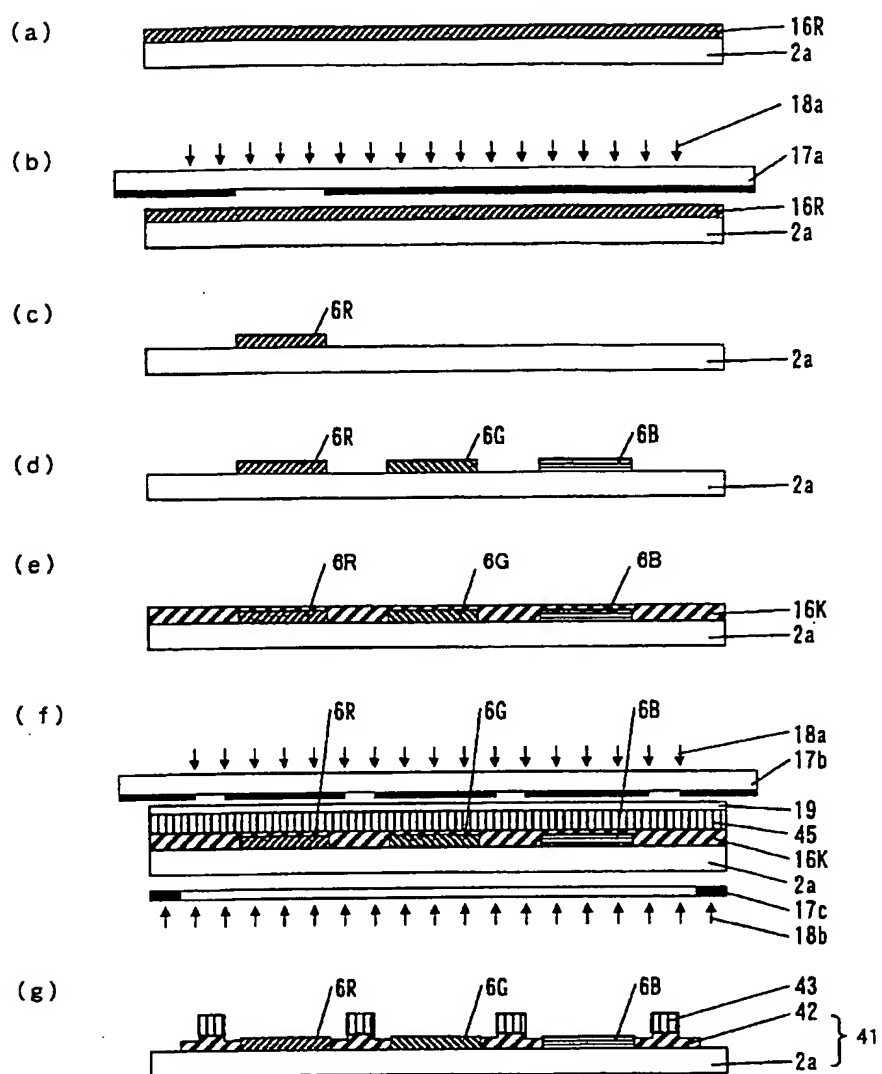 (a)
16R
2a
(b)
18a
17a
16R
2a
(c)
6R
2a
(d)
6R 6G 6B
2a
(e)
6R 6G 6B
16K
2a
(f)
6R 6G 6B
18a
17b
19
45
16K
2a
17c
18b
(g)
6R 6G 6B
43
42
41
2a